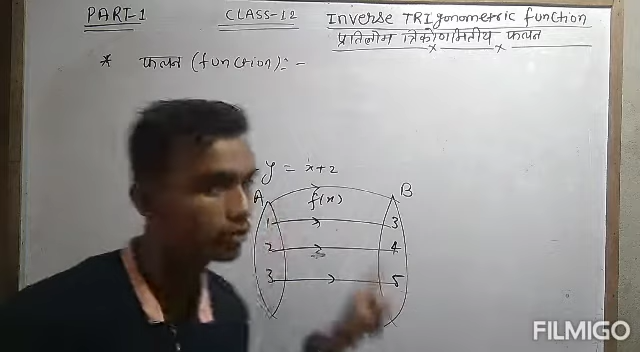 PART-1 CLASS-12 Inverse TRIgonometric function
प्रतिलोम त्रिकोणमितीय फलन
* फलन (function):-
y = x+2
A f(x) B
1 3
2 4
3 5
FILMIGO